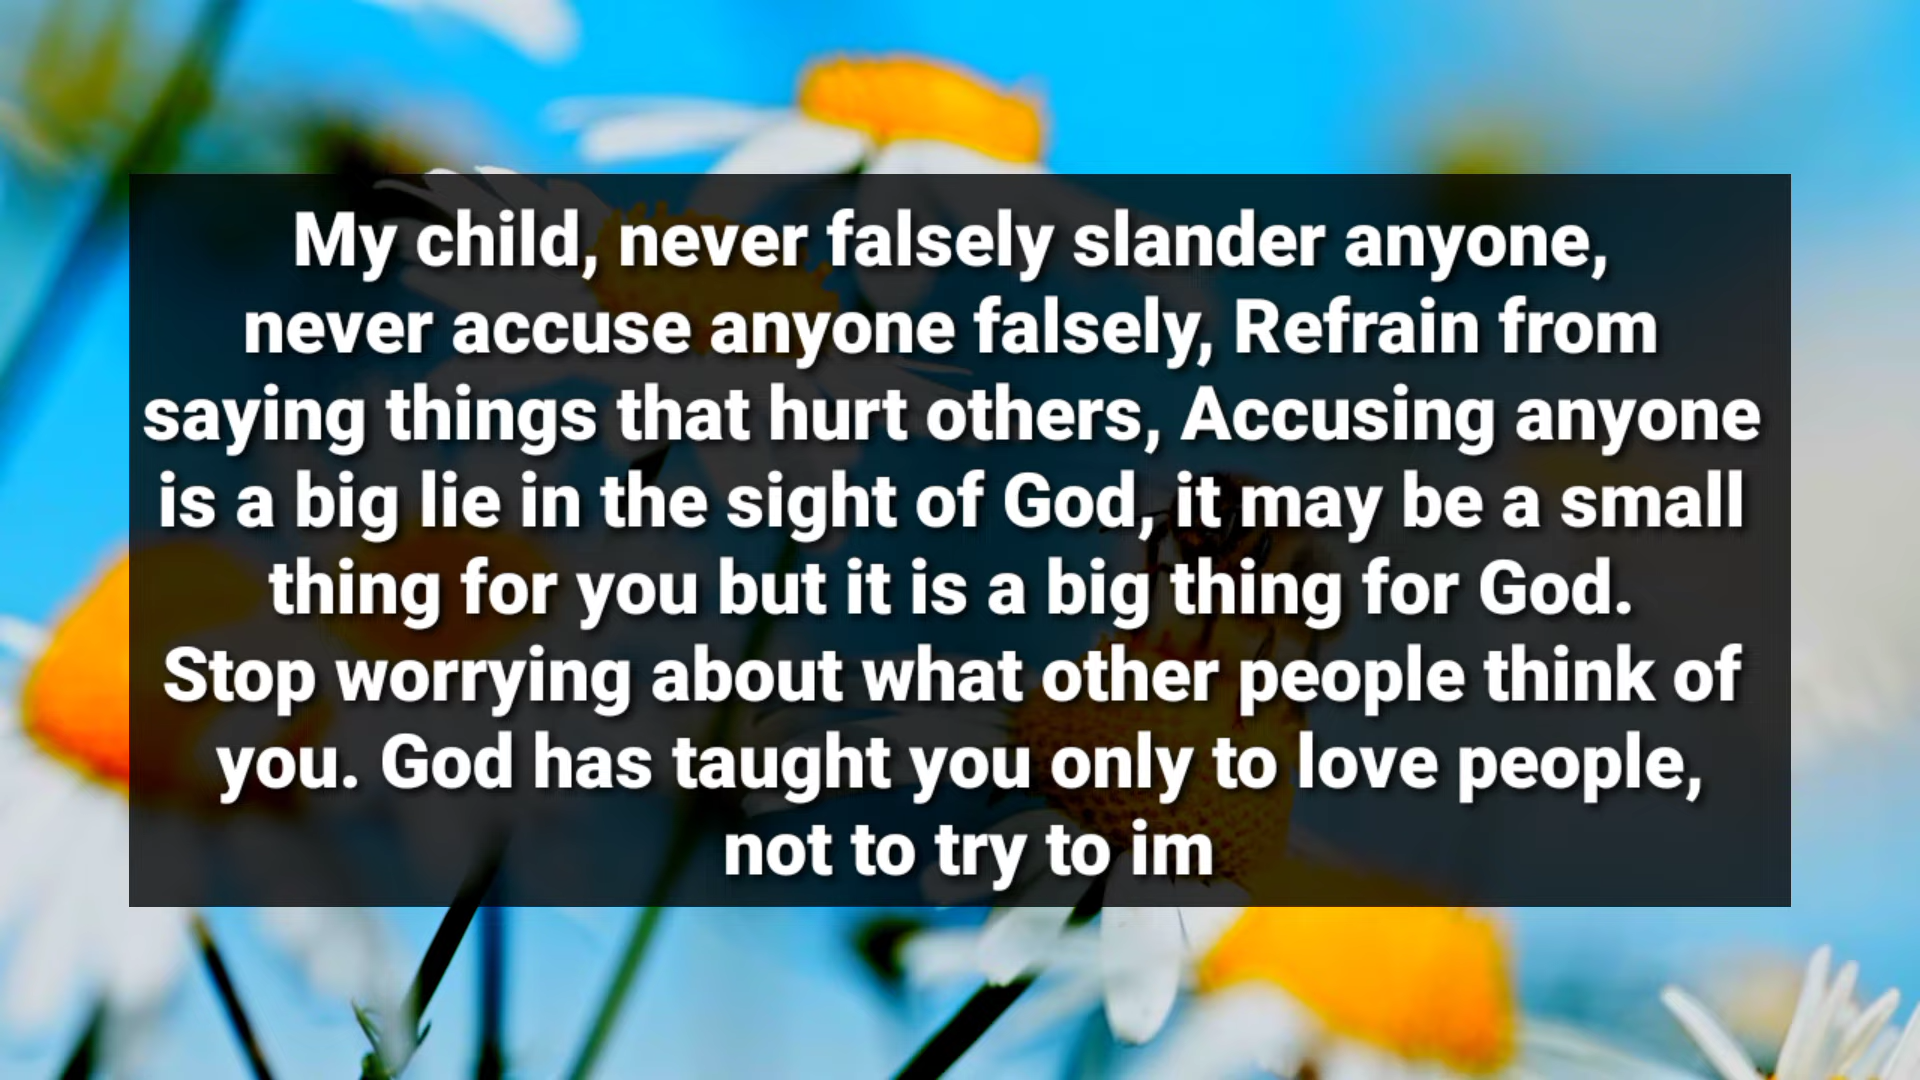 My child, never falsely slander anyone,
never accuse anyone falsely, Refrain from
saying things that hurt others, Accusing anyone
is a big lie in the sight of God, it may be a small
thing for you but it is a big thing for God.
Stop worrying about what other people think of
you. God has taught you only to love people,
not to try to im